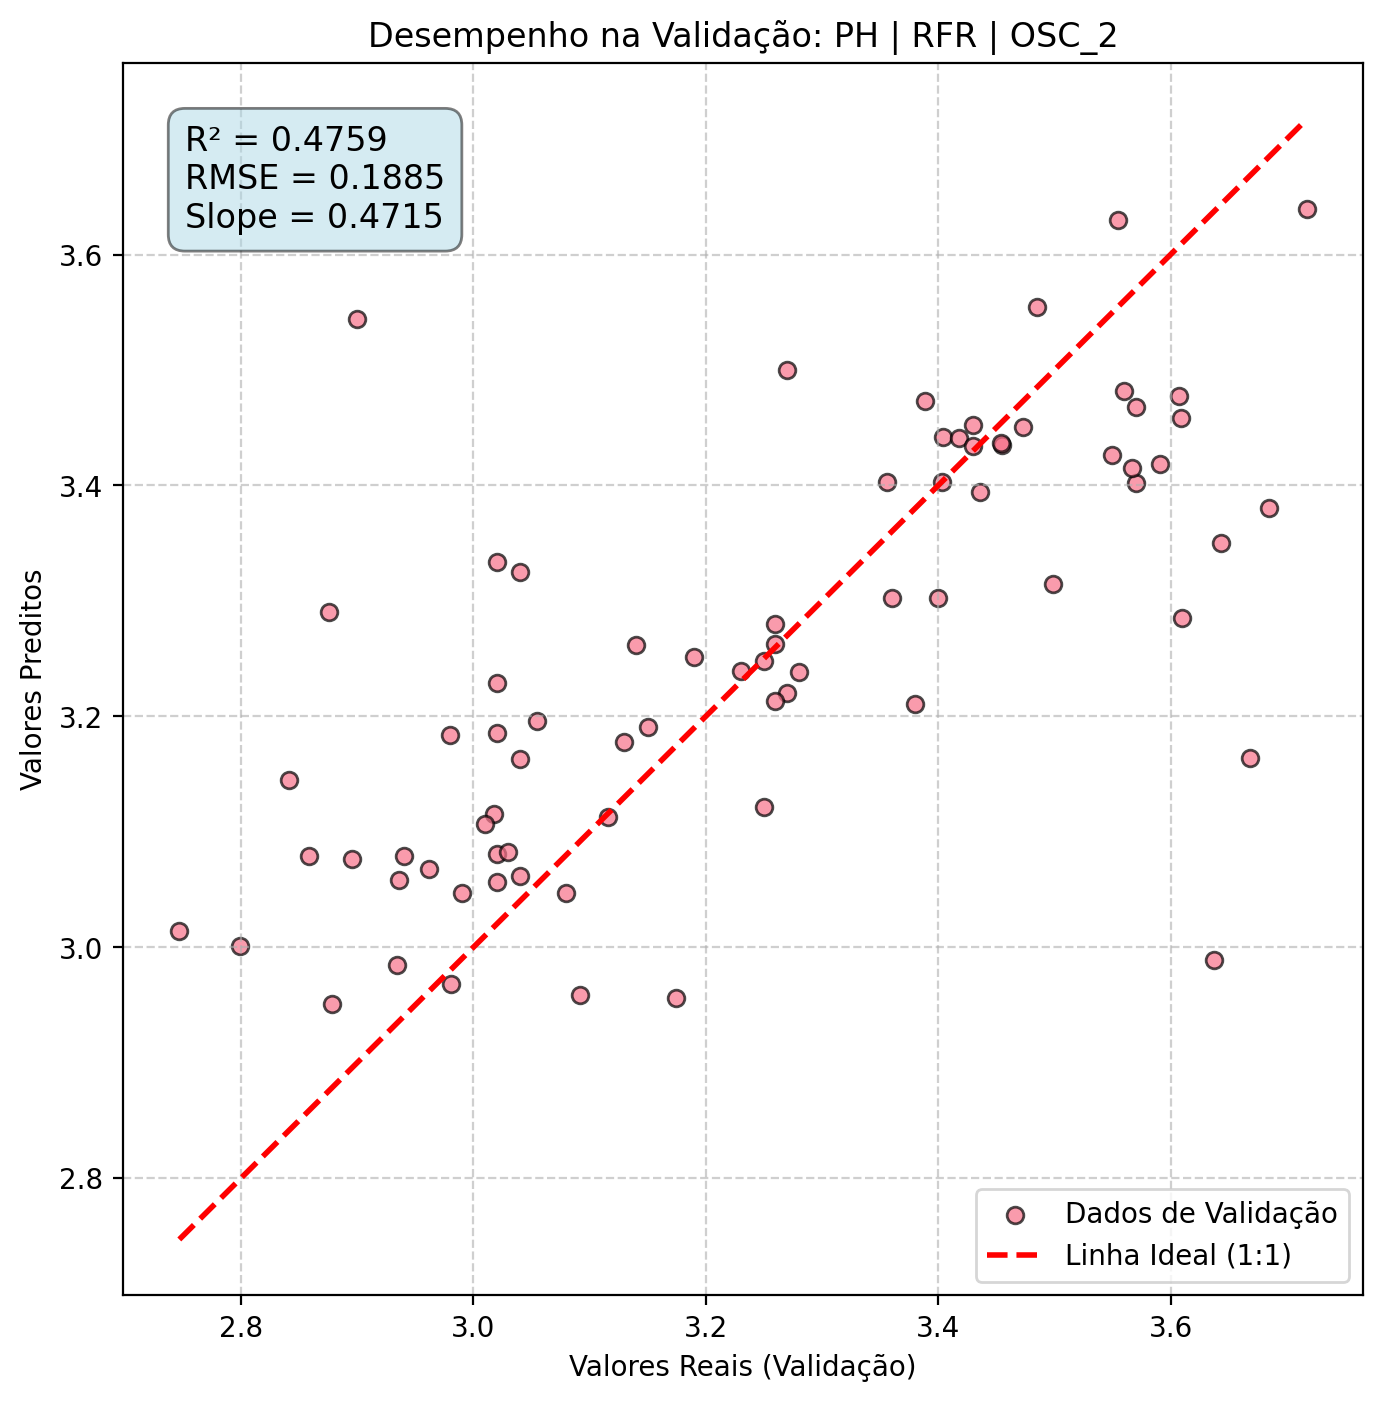 Desempenho na Validação: PH | RFR | OSC_2
R² = 0.4759
RMSE = 0.1885
Slope = 0.4715
Valores Preditos
3.6
3.4
3.2
3.0
2.8
2.8 3.0 3.2 3.4 3.6
Valores Reais (Validação)
Dados de Validação
Linha Ideal (1:1)